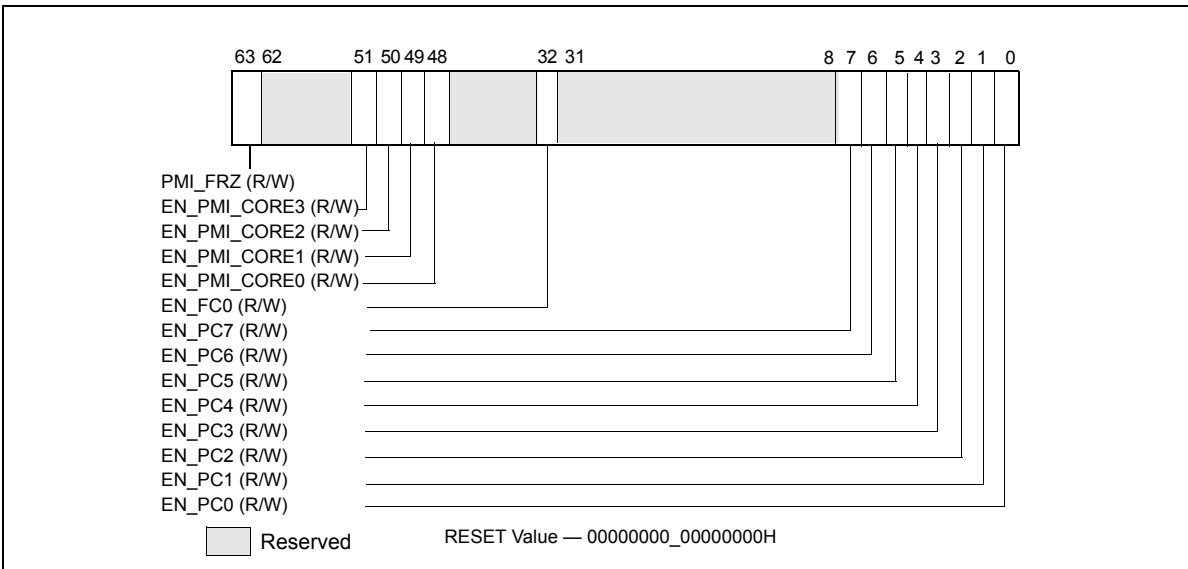 63 62 51 50 49 48 32 31 8 7 6 5 4 3 2 1 0
PMI_FRZ (R/W)
EN_PMI_CORE3 (R/W)
EN_PMI_CORE2 (R/W)
EN_PMI_CORE1 (R/W)
EN_PMI_CORE0 (R/W)
EN_FC0 (R/W)
EN_PC7 (R/W)
EN_PC6 (R/W)
EN_PC5 (R/W)
EN_PC4 (R/W)
EN_PC3 (R/W)
EN_PC2 (R/W)
EN_PC1 (R/W)
EN_PC0 (R/W)
Reserved RESET Value — 00000000_00000000H